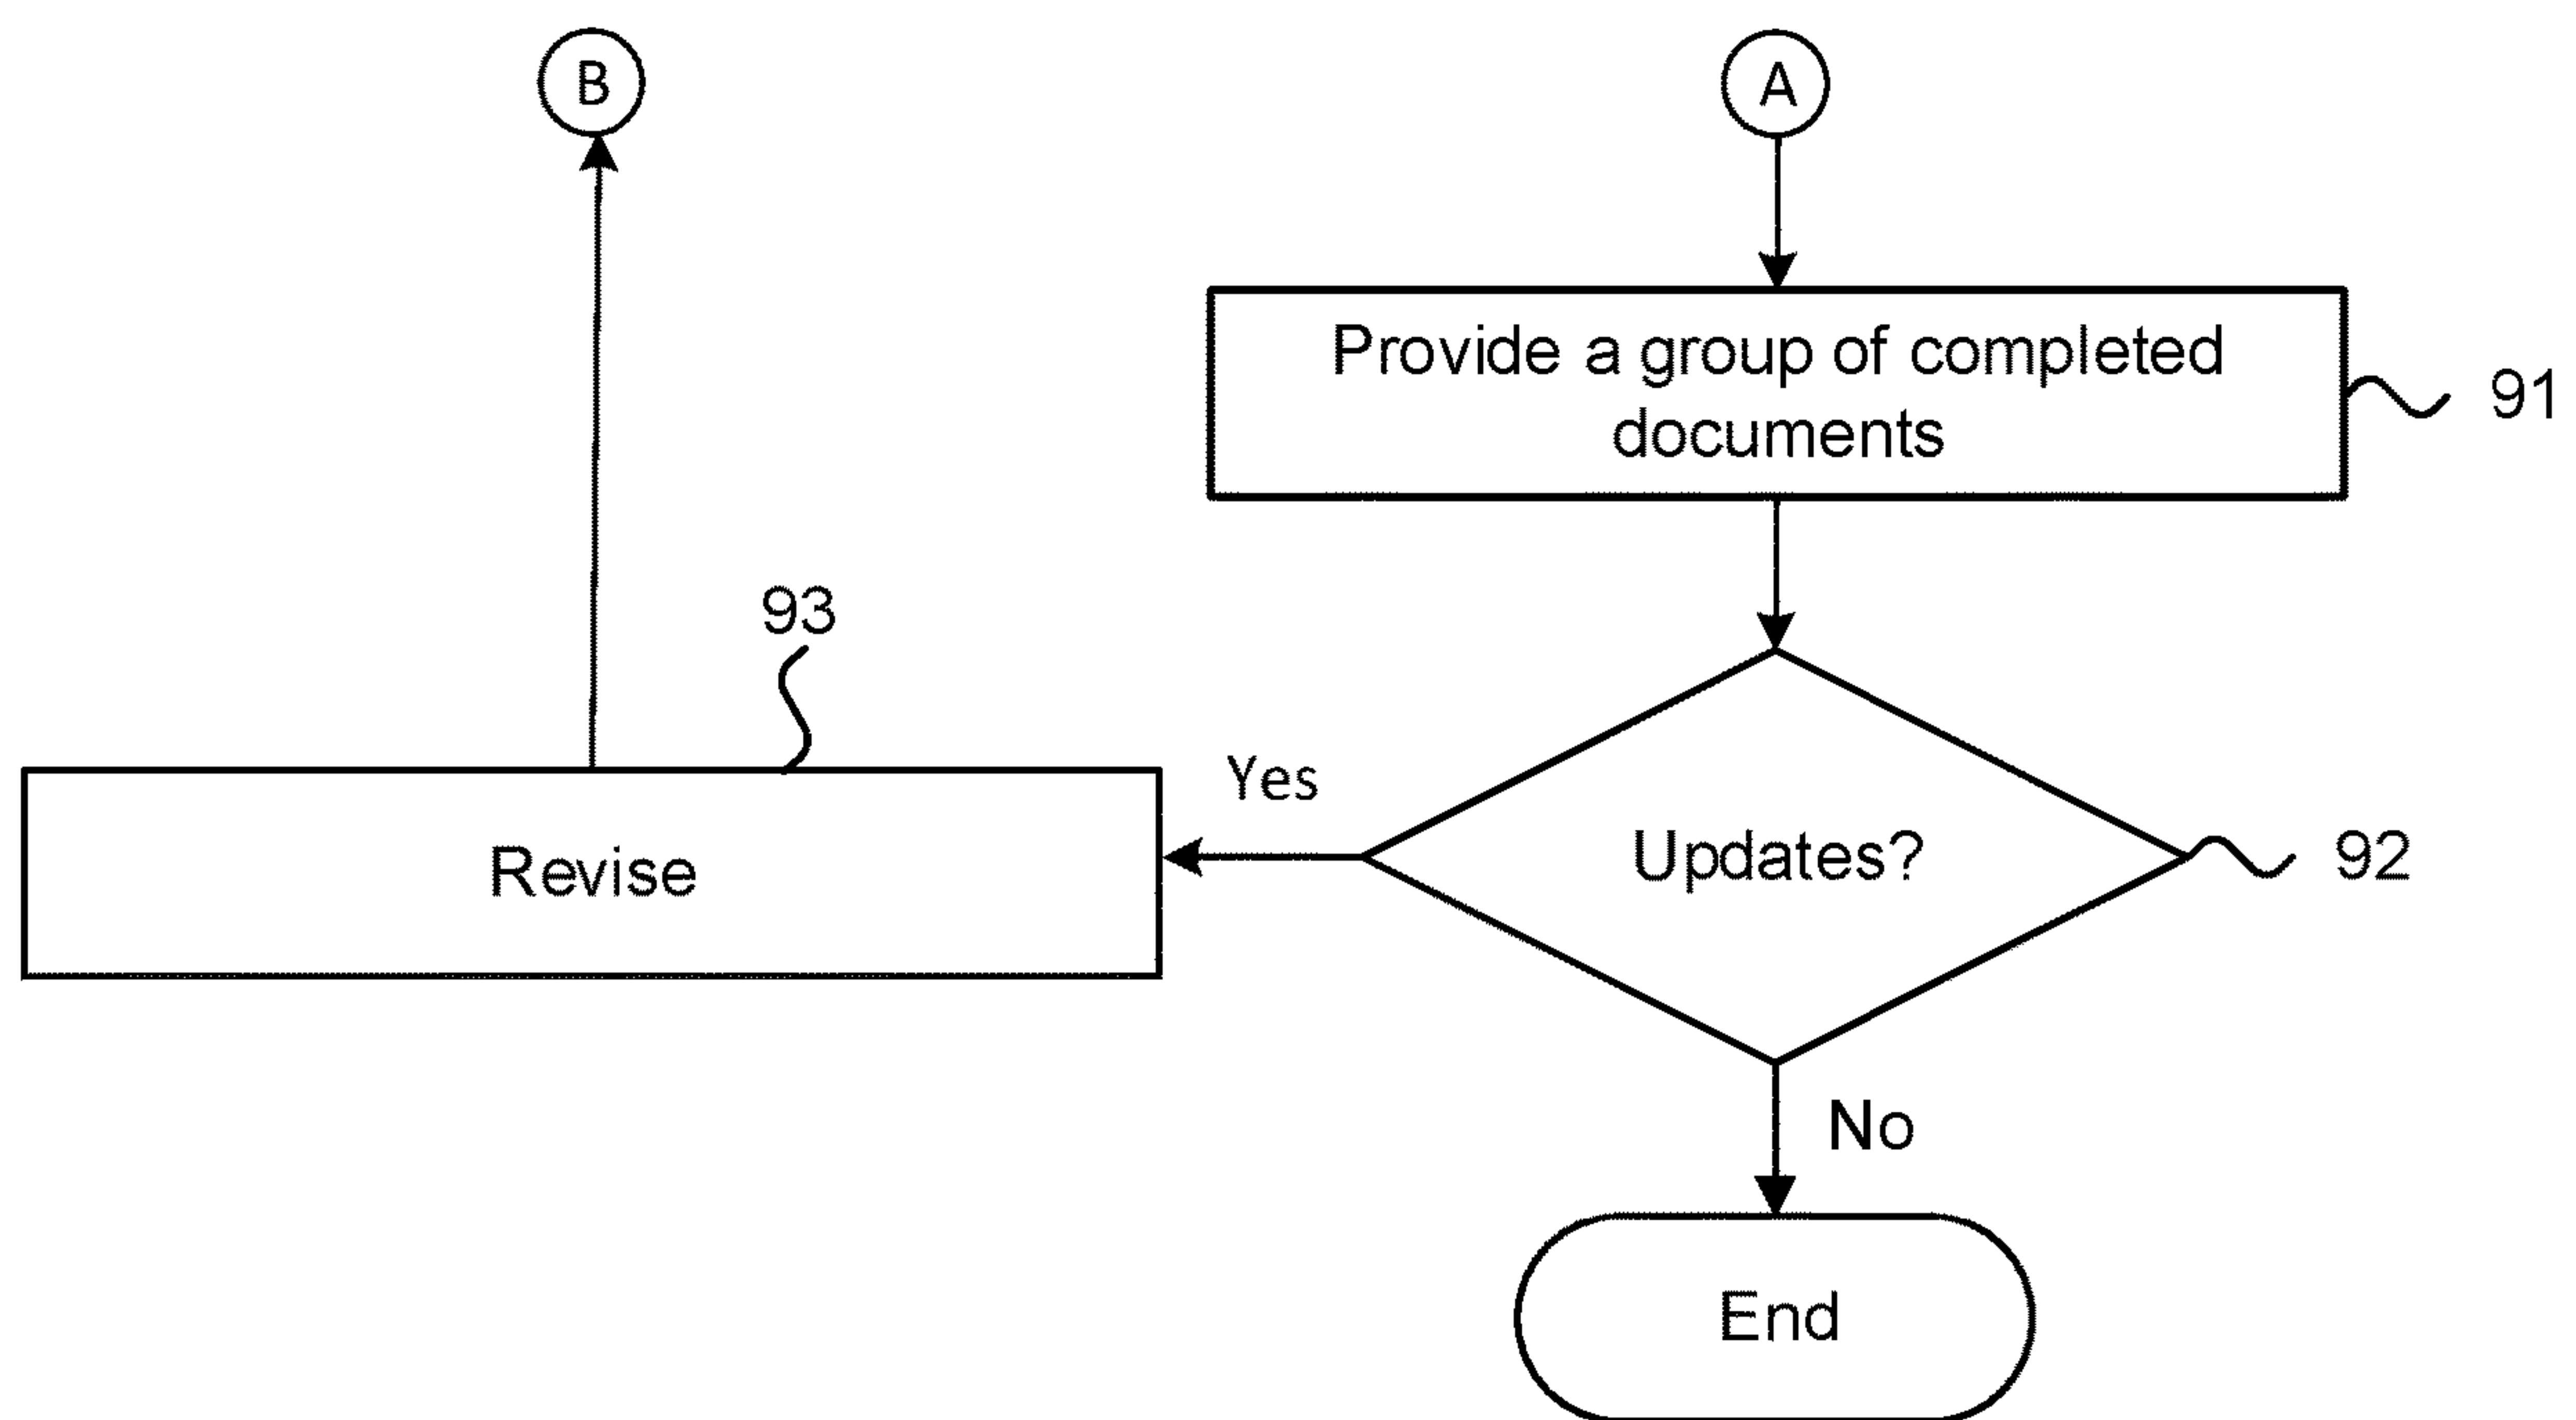 B
A
Provide a group of completed
documents
91
93
Yes
Updates?
92
Revise
No
End